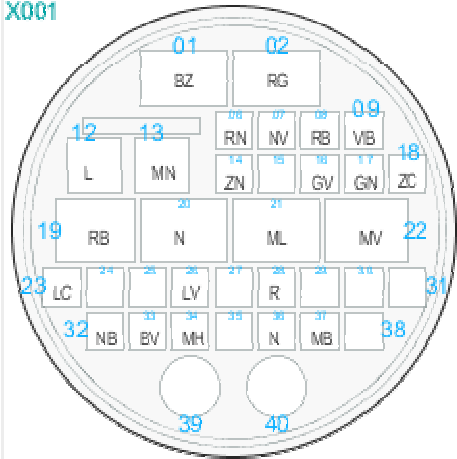 X001
01 02
BZ RG
06 07 08 09
RN NV RB VIB
12 13
L MN
14 15 16 17 18
ZN GV GN ZC
19 20 21 22
RB N ML MV
23 24 25 26 27 28 29 30 31
LC LV R
32 33 34 35 36 37 38
NB BV MH N MB
39 40